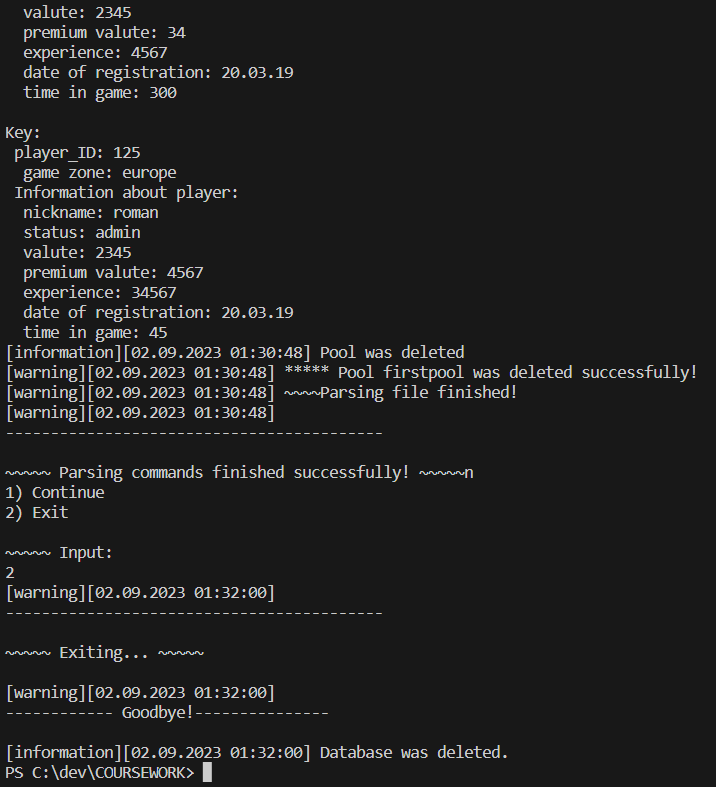 valute: 2345
premium valute: 34
experience: 4567
date of registration: 20.03.19
time in game: 300
Key:
player_ID: 125
game zone: europe
Information about player:
nickname: roman
status: admin
valute: 2345
premium valute: 4567
experience: 34567
date of registration: 20.03.19
time in game: 45
[information][02.09.2023 01:30:48] Pool was deleted
[warning][02.09.2023 01:30:48] ***** Pool firstpool was deleted successfully!
[warning][02.09.2023 01:30:48] ~~~~Parsing file finished!
[warning][02.09.2023 01:30:48]
------------------------------------------
~~~~~ Parsing commands finished successfully! ~~~~~n
1) Continue
2) Exit
~~~~~ Input:
2
[warning][02.09.2023 01:32:00]
------------------------------------------
~~~~~ Exiting... ~~~~~
[warning][02.09.2023 01:32:00]
------------ Goodbye!---------------
[information][02.09.2023 01:32:00] Database was deleted.
PS C:\dev\COURSEWORK>